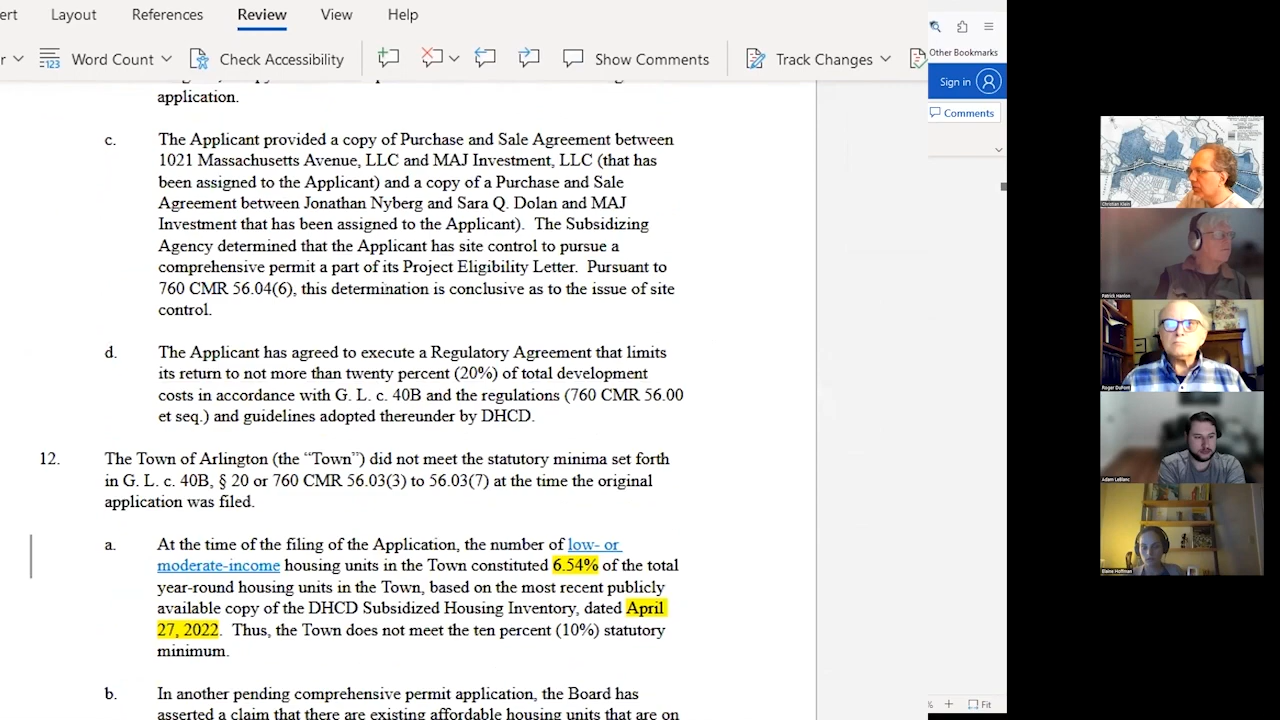 ert Layout References Review View Help
Word Count Check Accessibility Show Comments Track Changes
Other Bookmarks
Sign in
Comments
application.
c. The Applicant provided a copy of Purchase and Sale Agreement between
1021 Massachusetts Avenue, LLC and MAJ Investment, LLC (that has
been assigned to the Applicant) and a copy of a Purchase and Sale
Agreement between Jonathan Nyberg and Sara Q. Dolan and MAJ
Investment that has been assigned to the Applicant). The Subsidizing
Agency determined that the Applicant has site control to pursue a
comprehensive permit a part of its Project Eligibility Letter. Pursuant to
760 CMR 56.04(6), this determination is conclusive as to the issue of site
control.
d. The Applicant has agreed to execute a Regulatory Agreement that limits
its return to not more than twenty percent (20%) of total development
costs in accordance with G. L. c. 40B and the regulations (760 CMR 56.00
et seq.) and guidelines adopted thereunder by DHCD.
12. The Town of Arlington (the “Town”) did not meet the statutory minima set forth
in G. L. c. 40B, § 20 or 760 CMR 56.03(3) to 56.03(7) at the time the original
application was filed.
a. At the time of the filing of the Application, the number of low- or
moderate-income housing units in the Town constituted 6.54% of the total
year-round housing units in the Town, based on the most recent publicly
available copy of the DHCD Subsidized Housing Inventory, dated April
27, 2022. Thus, the Town does not meet the ten percent (10%) statutory
minimum.
b. In another pending comprehensive permit application, the Board has
asserted a claim that there are existing affordable housing units that are on
% Fit
Christian Klein
Patrick Hanlon
Roger DuPont
Adam LeBlanc
Elaine Hoffman